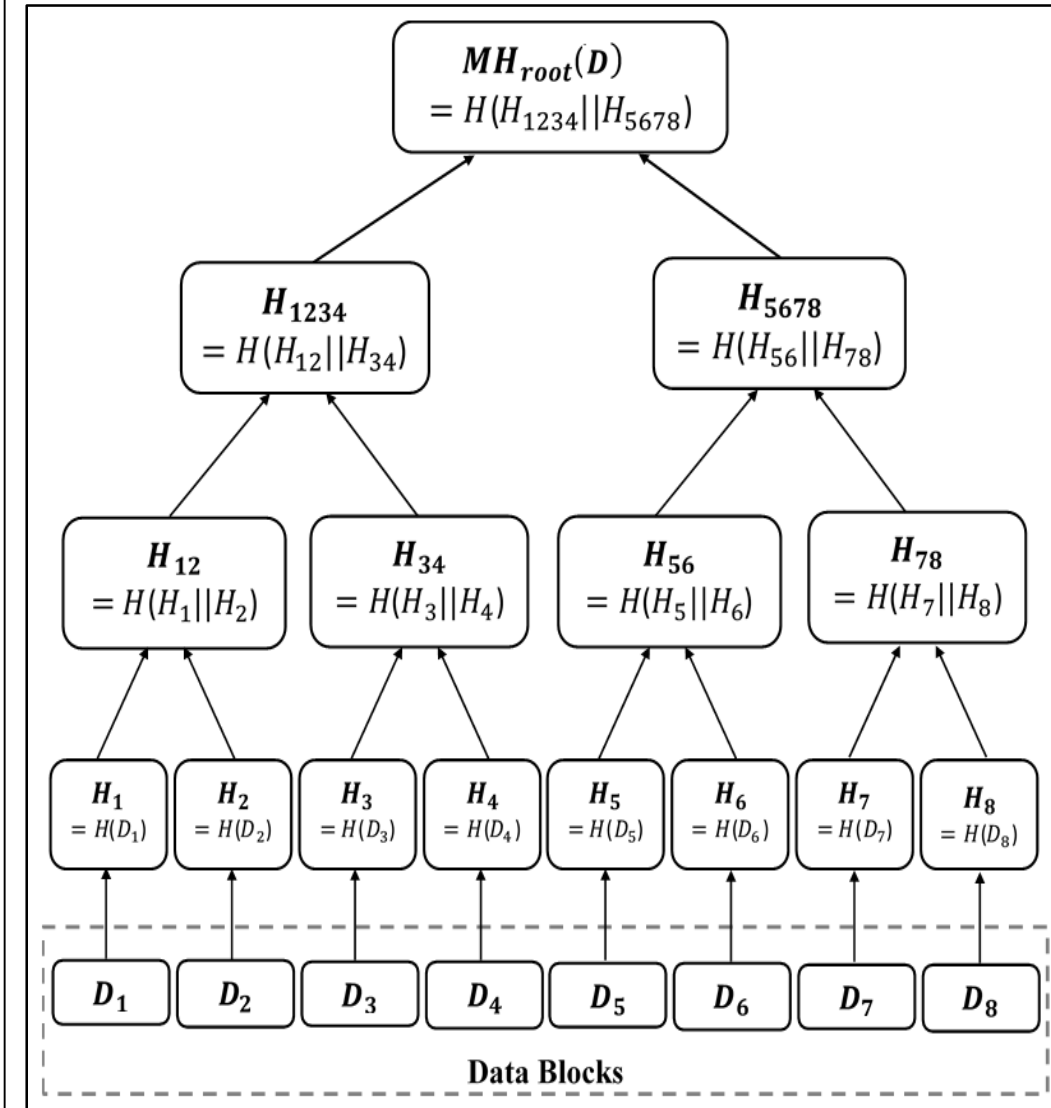 MH_root(D)
= H(H_1234||H_5678)
H_1234
= H(H_12||H_34)
H_5678
= H(H_56||H_78)
H_12
= H(H_1||H_2)
H_34
= H(H_3||H_4)
H_56
= H(H_5||H_6)
H_78
= H(H_7||H_8)
H_1
= H(D_1)
H_2
= H(D_2)
H_3
= H(D_3)
H_4
= H(D_4)
H_5
= H(D_5)
H_6
= H(D_6)
H_7
= H(D_7)
H_8
= H(D_8)
D_1
D_2
D_3
D_4
D_5
D_6
D_7
D_8
Data Blocks